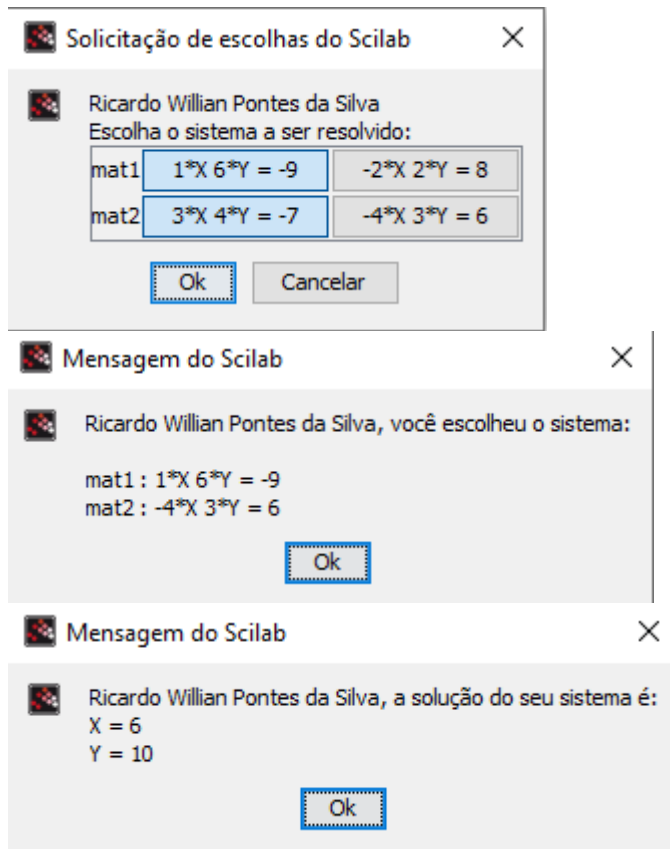 Solicitação de escolhas do Scilab
Ricardo Willian Pontes da Silva
Escolha o sistema a ser resolvido:
mat1 1*X 6*Y = -9 -2*X 2*Y = 8
mat2 3*X 4*Y = -7 -4*X 3*Y = 6
Ok Cancelar
Mensagem do Scilab
Ricardo Willian Pontes da Silva, você escolheu o sistema:
mat1 : 1*X 6*Y = -9
mat2 : -4*X 3*Y = 6
Ok
Mensagem do Scilab
Ricardo Willian Pontes da Silva, a solução do seu sistema é:
X = 6
Y = 10
Ok